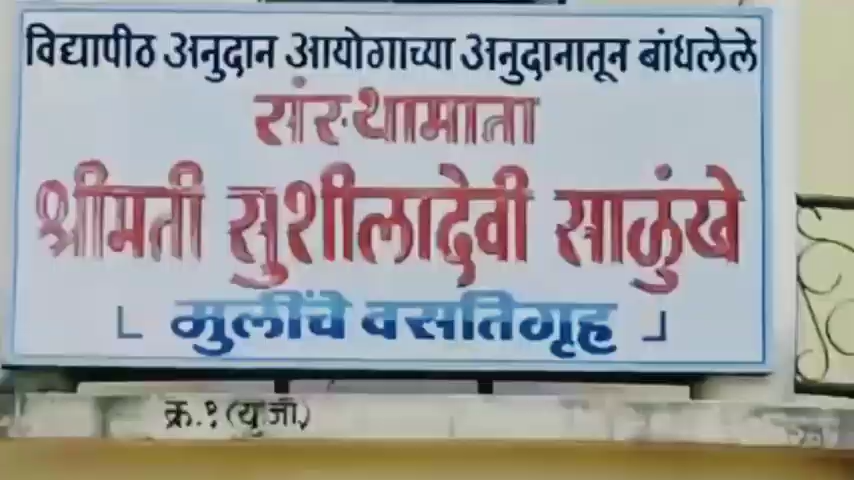 विद्यापीठ अनुदान आयोगाच्या अनुदानातून बांधलेले
संस्थामाता
श्रीमती सुशीलादेवी साळुंखे
मुलींचे वसतिगृह
क्र.१ (यु.जी.)